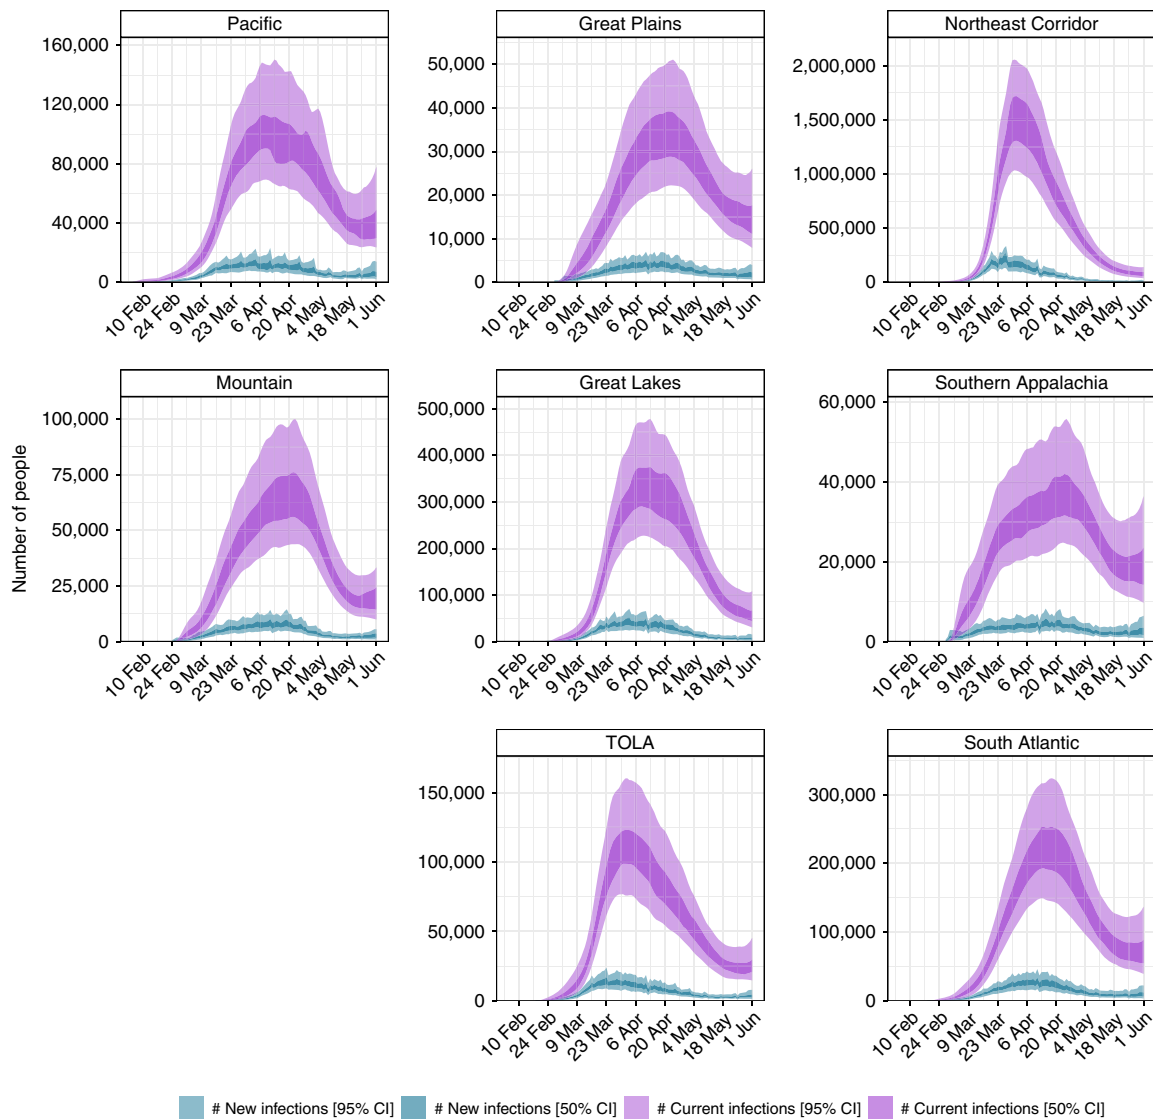 Pacific
160,000
120,000
80,000
40,000
0
10 Feb
24 Feb
9 Mar
23 Mar
6 Apr
20 Apr
4 May
18 May
1 Jun
Great Plains
50,000
40,000
30,000
20,000
10,000
0
10 Feb
24 Feb
9 Mar
23 Mar
6 Apr
20 Apr
4 May
18 May
1 Jun
Northeast Corridor
2,000,000
1,500,000
1,000,000
500,000
0
10 Feb
24 Feb
9 Mar
23 Mar
6 Apr
20 Apr
4 May
18 May
1 Jun
Number of people
Mountain
100,000
75,000
50,000
25,000
0
10 Feb
24 Feb
9 Mar
23 Mar
6 Apr
20 Apr
4 May
18 May
1 Jun
Great Lakes
500,000
400,000
300,000
200,000
100,000
0
10 Feb
24 Feb
9 Mar
23 Mar
6 Apr
20 Apr
4 May
18 May
1 Jun
Southern Appalachia
60,000
40,000
20,000
0
10 Feb
24 Feb
9 Mar
23 Mar
6 Apr
20 Apr
4 May
18 May
1 Jun
TOLA
150,000
100,000
50,000
0
10 Feb
24 Feb
9 Mar
23 Mar
6 Apr
20 Apr
4 May
18 May
1 Jun
South Atlantic
300,000
200,000
100,000
0
10 Feb
24 Feb
9 Mar
23 Mar
6 Apr
20 Apr
4 May
18 May
1 Jun
# New infections [95% CI] # New infections [50% CI] # Current infections [95% CI] # Current infections [50% CI]